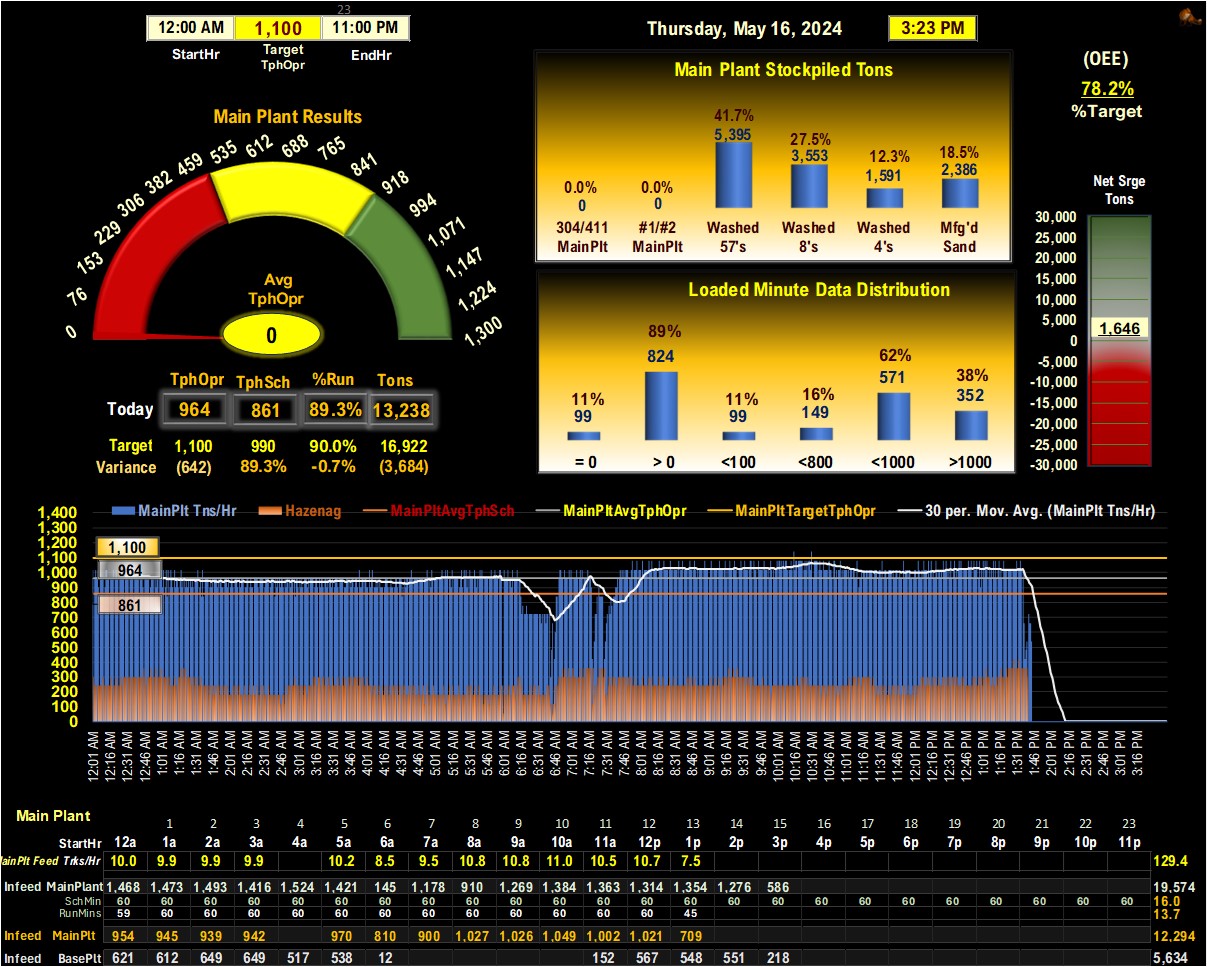 23
12:00 AM 1,100 11:00 PM
StartHr Target TphOpr EndHr
Thursday, May 16, 2024 3:23 PM
(OEE)
78.2%
%Target
Main Plant Results
0 76 153 229 306 382 459 535 612 688 765 841 918 994 1,071 1,147 1,224 1,300
Avg
TphOpr
0
TphOpr TphSch %Run Tons
Today 964 861 89.3% 13,238
Target 1,100 990 90.0% 16,922
Variance (642) 89.3% -0.7% (3,684)
Main Plant Stockpiled Tons
0.0% 0.0% 41.7% 27.5% 12.3% 18.5%
0 0 5,395 3,553 1,591 2,386
304/411 #1/#2 Washed Washed Washed Mfg'd
MainPlt MainPlt 57's 8's 4's Sand
Loaded Minute Data Distribution
11% 89% 11% 16% 62% 38%
99 824 99 149 571 352
= 0 > 0 <100 <800 <1000 >1000
Net Srge
Tons
30,000
25,000
20,000
15,000
10,000
5,000
0
-5,000
-10,000
-15,000
-20,000
-25,000
-30,000
1,646
MainPlt Tns/Hr Hazenag MainPltAvgTphSch MainPltAvgTphOpr MainPltTargetTphOpr 30 per. Mov. Avg. (MainPlt Tns/Hr)
1,400
1,300
1,200
1,100
1,000
900
800
700
600
500
400
300
200
100
0
1,100
964
861
12:01 AM 12:16 AM 12:31 AM 12:46 AM 1:01 AM 1:16 AM 1:31 AM 1:46 AM 2:01 AM 2:16 AM 2:31 AM 2:46 AM 3:01 AM 3:16 AM 3:31 AM 3:46 AM 4:01 AM 4:16 AM 4:31 AM 4:46 AM 5:01 AM 5:16 AM 5:31 AM 5:46 AM 6:01 AM 6:16 AM 6:31 AM 6:46 AM 7:01 AM 7:16 AM 7:31 AM 7:46 AM 8:01 AM 8:16 AM 8:31 AM 8:46 AM 9:01 AM 9:16 AM 9:31 AM 9:46 AM 10:01 AM 10:16 AM 10:31 AM 10:46 AM 11:01 AM 11:16 AM 11:31 AM 11:46 AM 12:01 PM 12:16 PM 12:31 PM 12:46 PM 1:01 PM 1:16 PM 1:31 PM 1:46 PM 2:01 PM 2:16 PM 2:31 PM 2:46 PM 3:01 PM 3:16 PM
Main Plant
1 2 3 4 5 6 7 8 9 10 11 12 13 14 15 16 17 18 19 20 21 22 23
StartHr 12a 1a 2a 3a 4a 5a 6a 7a 8a 9a 10a 11a 12p 1p 2p 3p 4p 5p 6p 7p 8p 9p 10p 11p
MainPlt Feed Trks/Hr 10.0 9.9 9.9 9.9 10.2 8.5 9.5 10.8 10.8 11.0 10.5 10.7 7.5 129.4
Infeed MainPlant 1,468 1,473 1,493 1,416 1,524 1,421 145 1,178 910 1,269 1,384 1,363 1,314 1,354 1,276 586 19,574
SchMin 60 60 60 60 60 60 60 60 60 60 60 60 60 60 60 60 60 60 60 60 60 60 60 16.0
RunMins 59 60 60 60 60 60 60 60 60 60 60 60 45 13.7
Infeed MainPlt 954 945 939 942 970 810 900 1,027 1,026 1,049 1,002 1,021 709 12,294
Infeed BasePlt 621 612 649 649 517 538 12 152 567 548 551 218 5,634